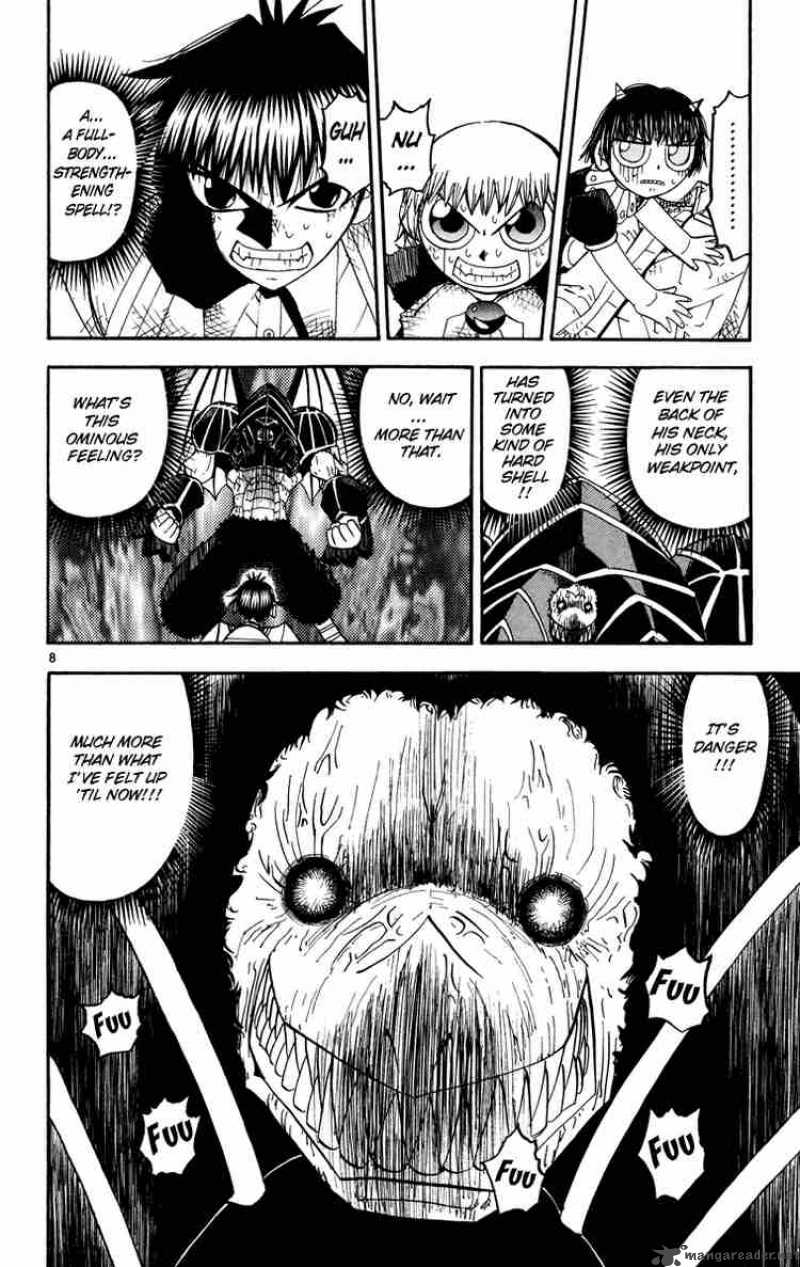 .........
NU
...
GUH
...
A...
A FULL-
BODY...
STRENGTH-
ENING
SPELL!?
EVEN THE
BACK OF
HIS NECK,
HIS ONLY
WEAKPOINT,
HAS
TURNED
INTO
SOME
KIND OF
HARD
SHELL
!!
NO, WAIT
...
MORE THAN
THAT.
WHAT'S
THIS
OMINOUS
FEELING?
8
IT'S
DANGER
!!!
MUCH MORE
THAN WHAT
I'VE FELT UP
'TIL NOW!!!
FUU
FUU
FUU
FUU
FUU
mangareader.net